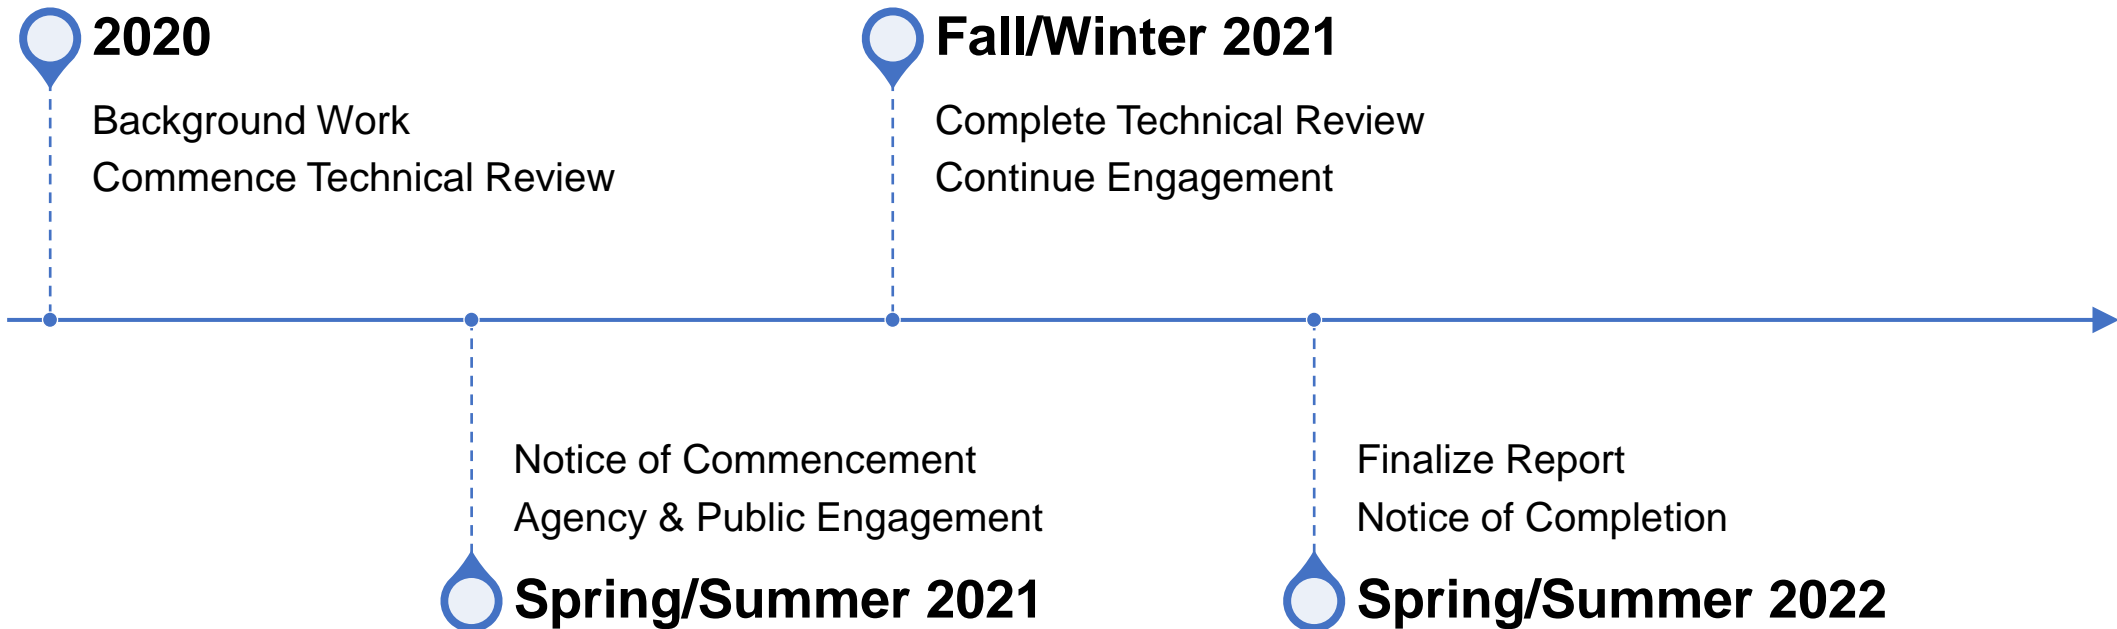 2020
Background Work
Commence Technical Review
Fall/Winter 2021
Complete Technical Review
Continue Engagement
Notice of Commencement
Agency & Public Engagement
Spring/Summer 2021
Finalize Report
Notice of Completion
Spring/Summer 2022